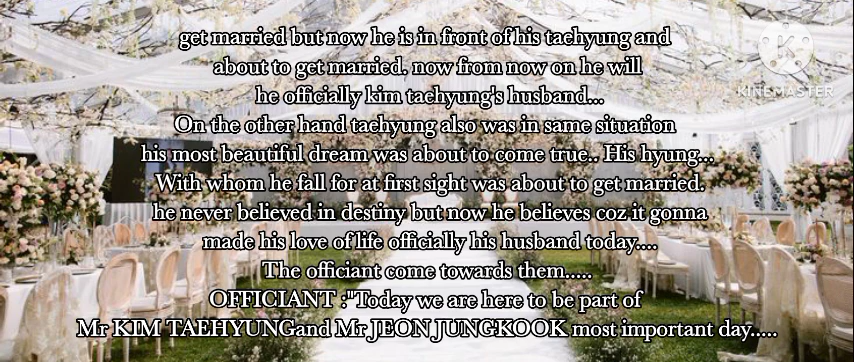 get married but now he is in front of his taehyung and
about to get married, now from now on he will
he officially kim taehyung's husband...
On the other hand taehyung also was in same situation
his most beautiful dream was about to come true.. His hyung...
With whom he fall for at first sight was about to get married.
he never believed in destiny but now he believes coz it gonna
made his love of life officially his husband today....
The officiant come towards them.....
OFFICIANT :"Today we are here to be part of
Mr KIM TAEHYUNGand Mr JEON JUNGKOOK most important day.....
KINEMASTER